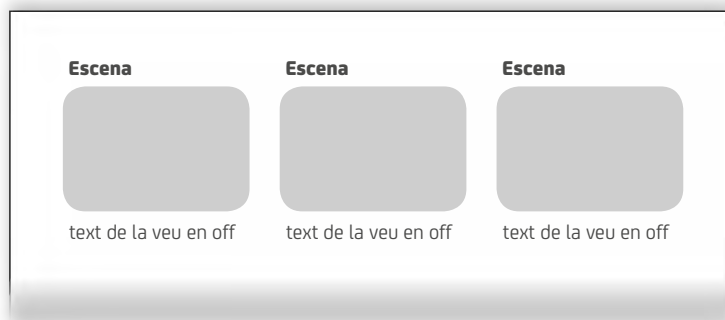 Escena Escena Escena
text de la veu en off text de la veu en off text de la veu en off